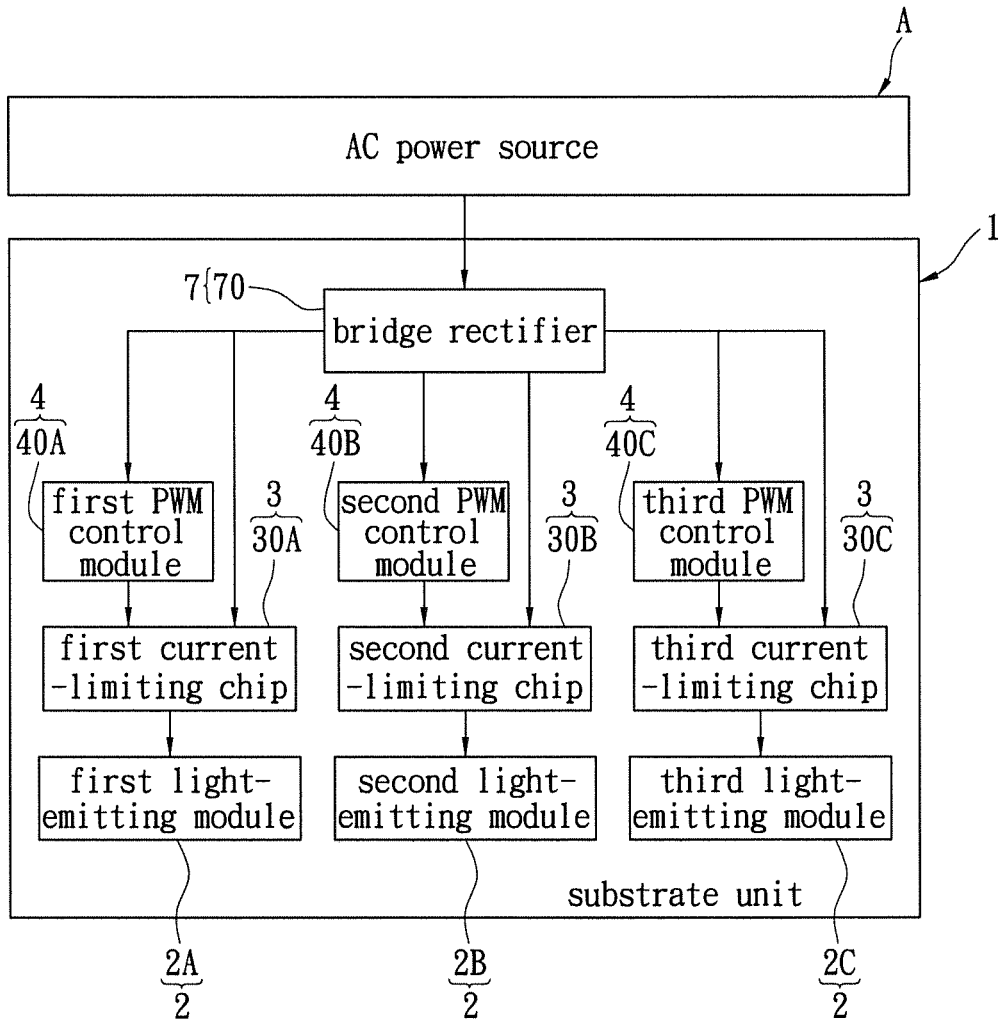 A
AC power source
1
7{70
bridge rectifier
4
40A
4
40B
4
40C
first PWM
control
module
second PWM
control
module
third PWM
control
module
3
30A
3
30B
3
30C
first current
-limiting chip
second current
-limiting chip
third current
-limiting chip
first light-
emitting module
second light-
emitting module
third light-
emitting module
substrate unit
2A
2
2B
2
2C
2